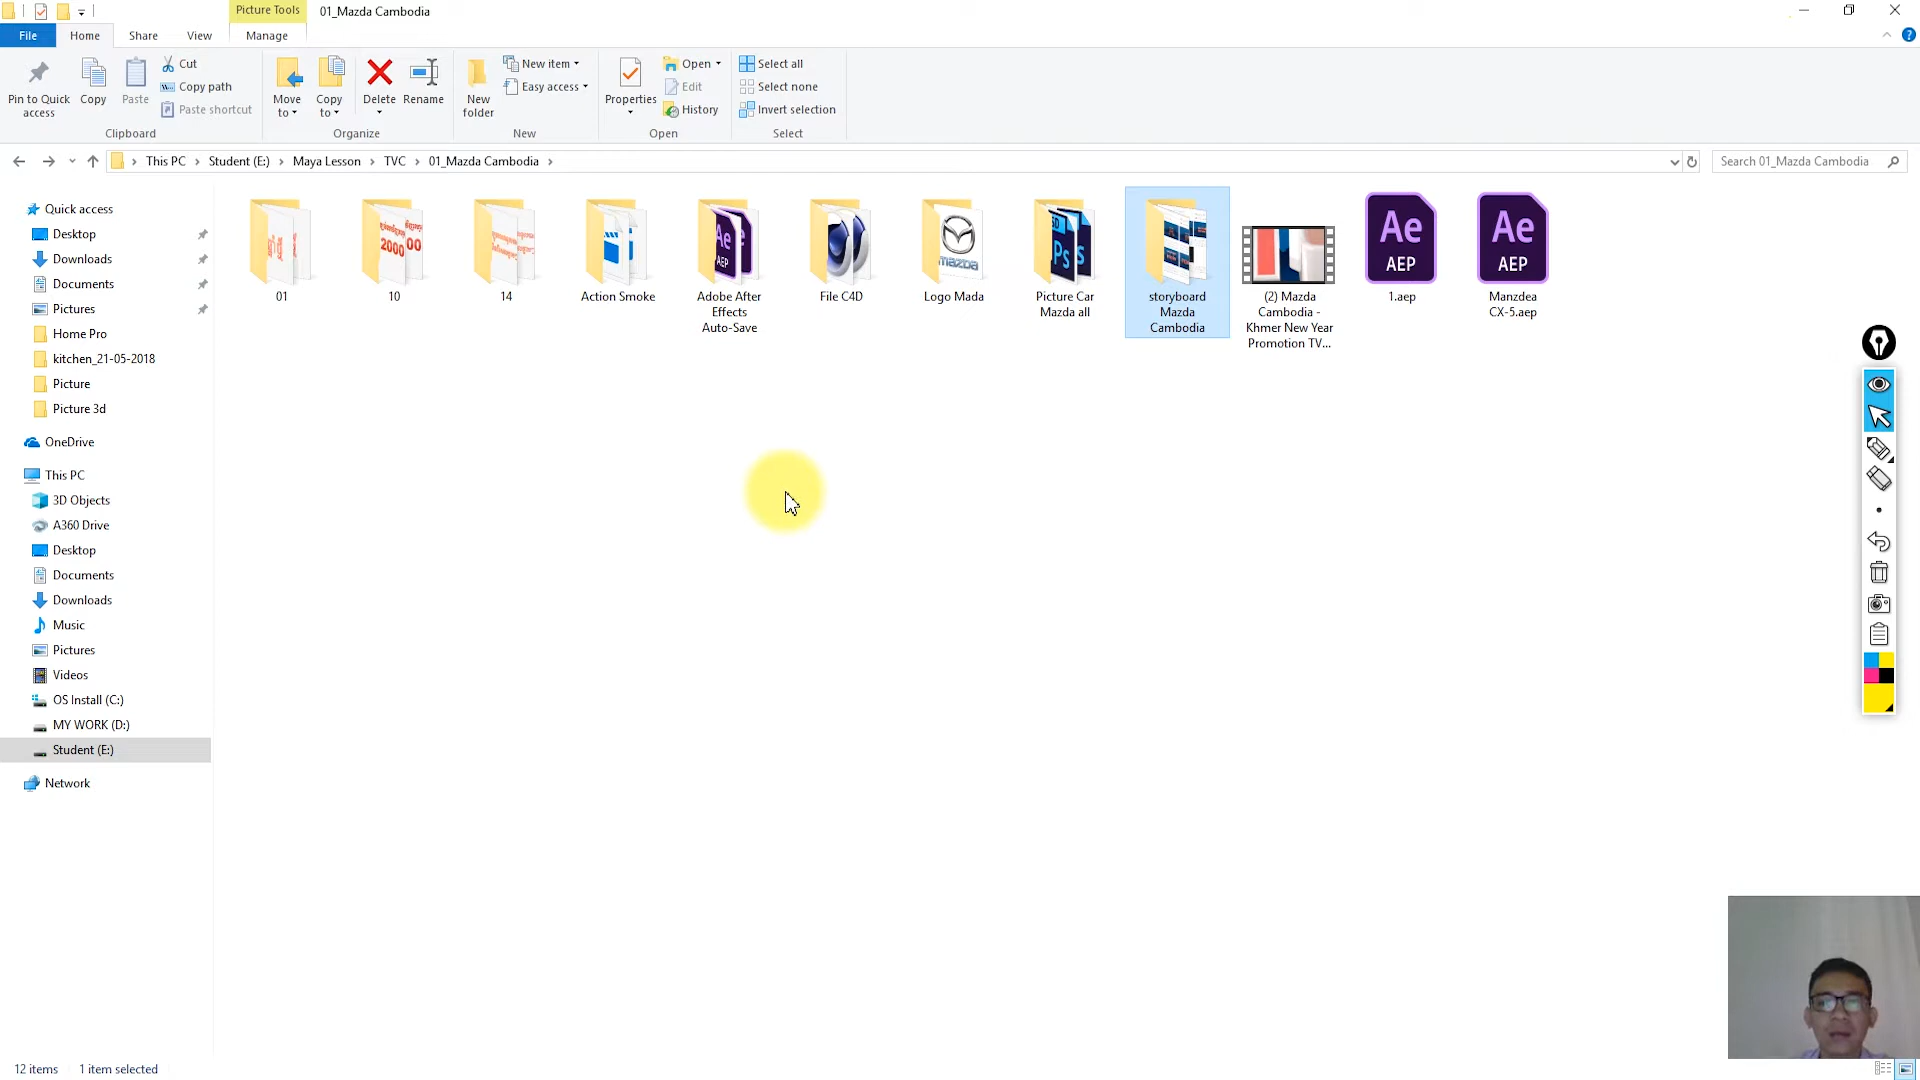 Picture Tools
01_Mazda Cambodia
File
Home
Share
View
Manage
Pin to Quick
access
Copy
Paste
Cut
Copy path
Paste shortcut
Clipboard
Move
to
Copy
to
Delete
Rename
Organize
New
folder
New item
Easy access
New
Properties
Open
Edit
History
Open
Select all
Select none
Invert selection
Select
This PC
Student (E:)
Maya Lesson
TVC
01_Mazda Cambodia
Search 01_Mazda Cambodia
Quick access
Desktop
Downloads
Documents
Pictures
Home Pro
kitchen_21-05-2018
Picture
Picture 3d
OneDrive
This PC
3D Objects
A360 Drive
Desktop
Documents
Downloads
Music
Pictures
Videos
OS Install (C:)
MY WORK (D:)
Student (E:)
Network
01
2000 00
10
14
Action Smoke
Ae
AEP
Adobe After
Effects
Auto-Save
File C4D
mazda
Logo Mada
Ps
Picture Car
Mazda all
storyboard
Mazda
Cambodia
(2) Mazda
Cambodia -
Khmer New Year
Promotion TV...
Ae
AEP
1.aep
Ae
AEP
Manzdea
CX-5.aep
12 items
1 item selected